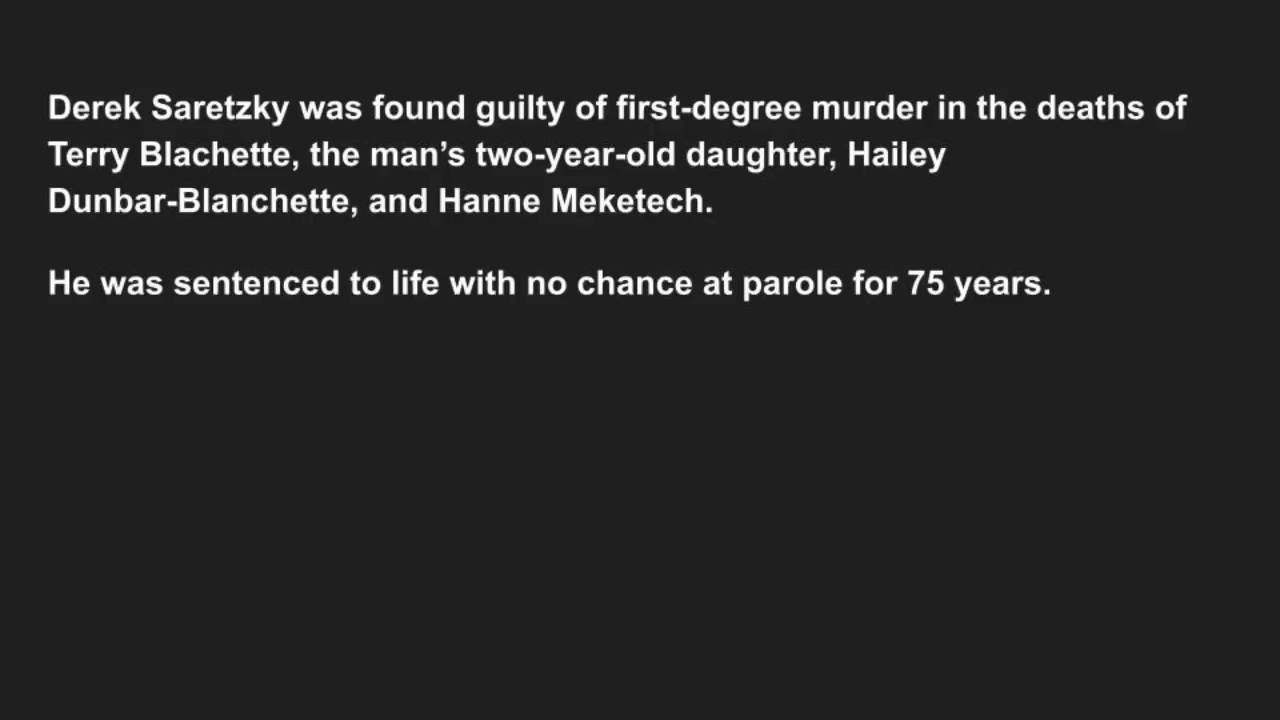 Derek Saretzky was found guilty of first-degree murder in the deaths of
Terry Blachette, the man’s two-year-old daughter, Hailey
Dunbar-Blanchette, and Hanne Meketech.
He was sentenced to life with no chance at parole for 75 years.